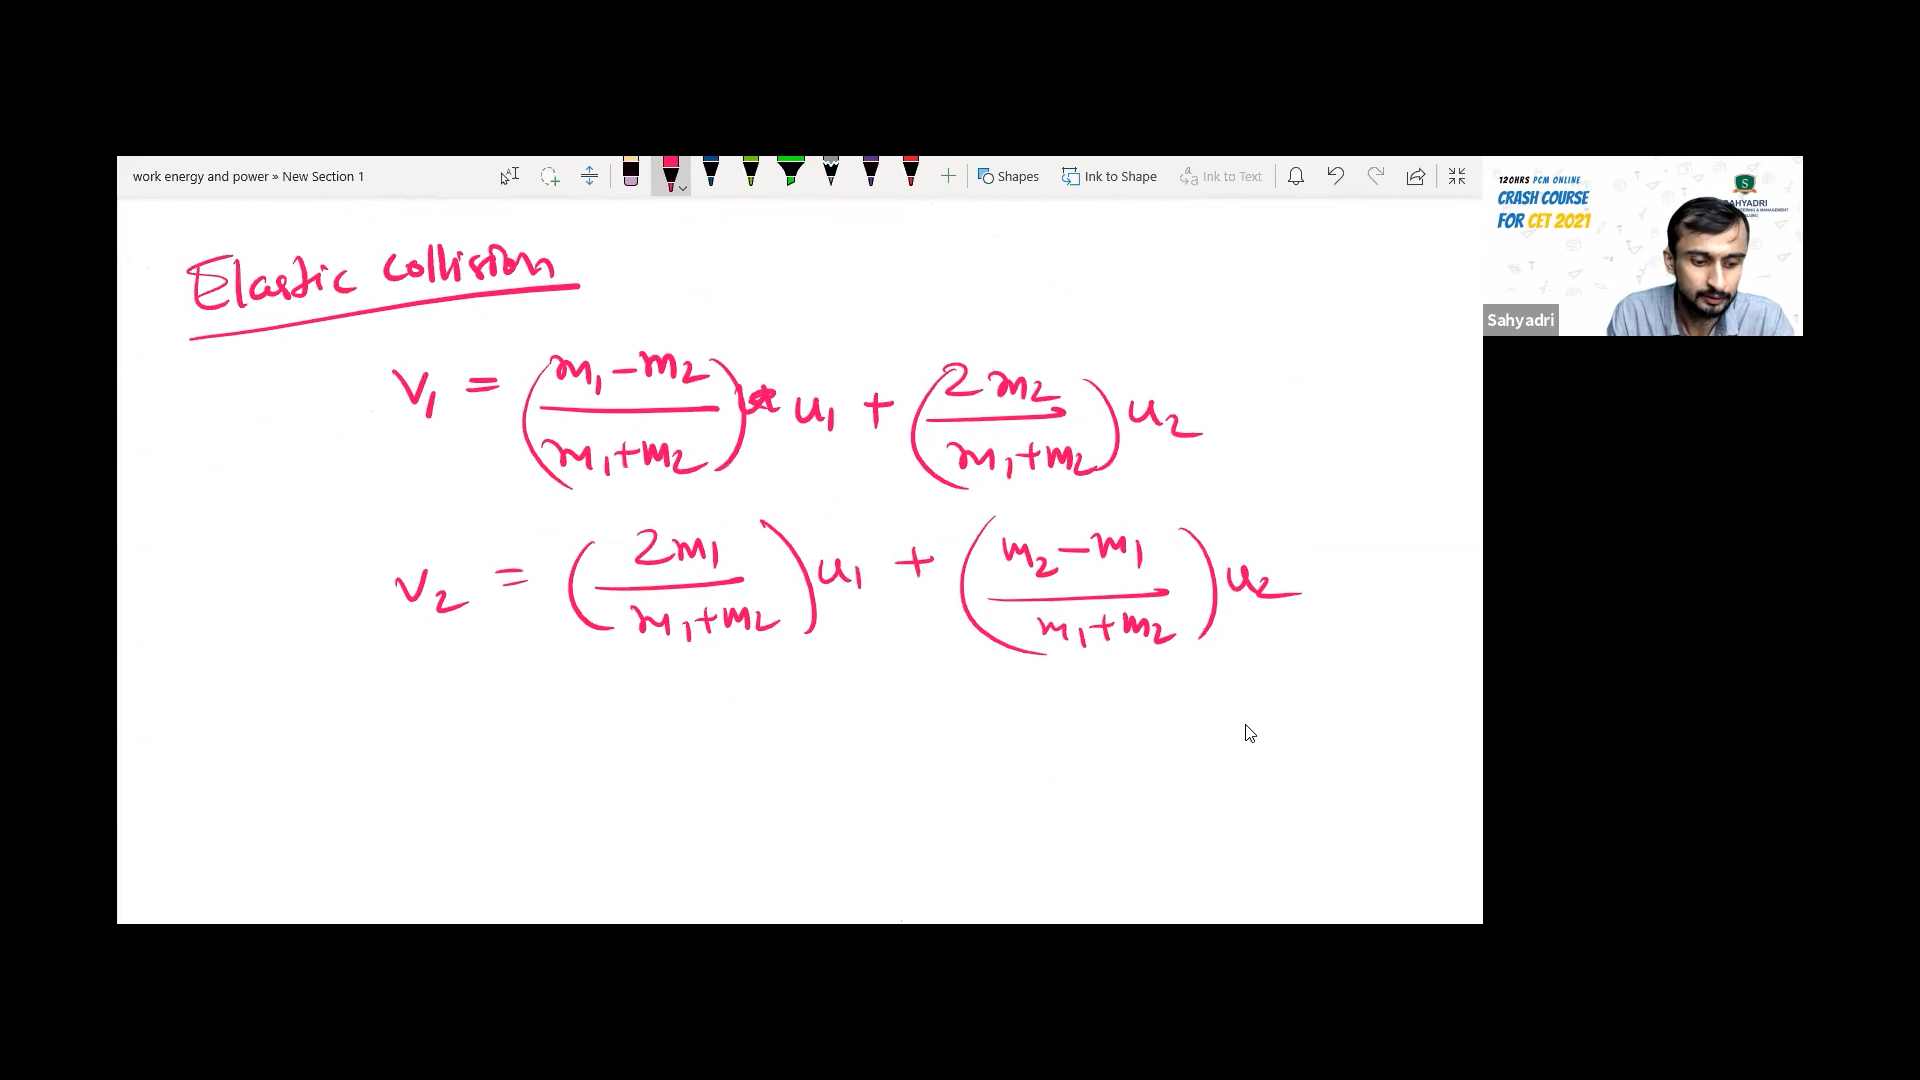 work energy and power » New Section 1
Shapes
Ink to Shape
Ink to Text
120HRS PCM ONLINE
CRASH COURSE
FOR CET 2021
S
Sahyadri
Elastic collision
v₁ = (m₁-m₂ / m₁+m₂) u₁ + (2m₂ / m₁+m₂) u₂
v₂ = (2m₁ / m₁+m₂) u₁ + (m₂-m₁ / m₁+m₂) u₂